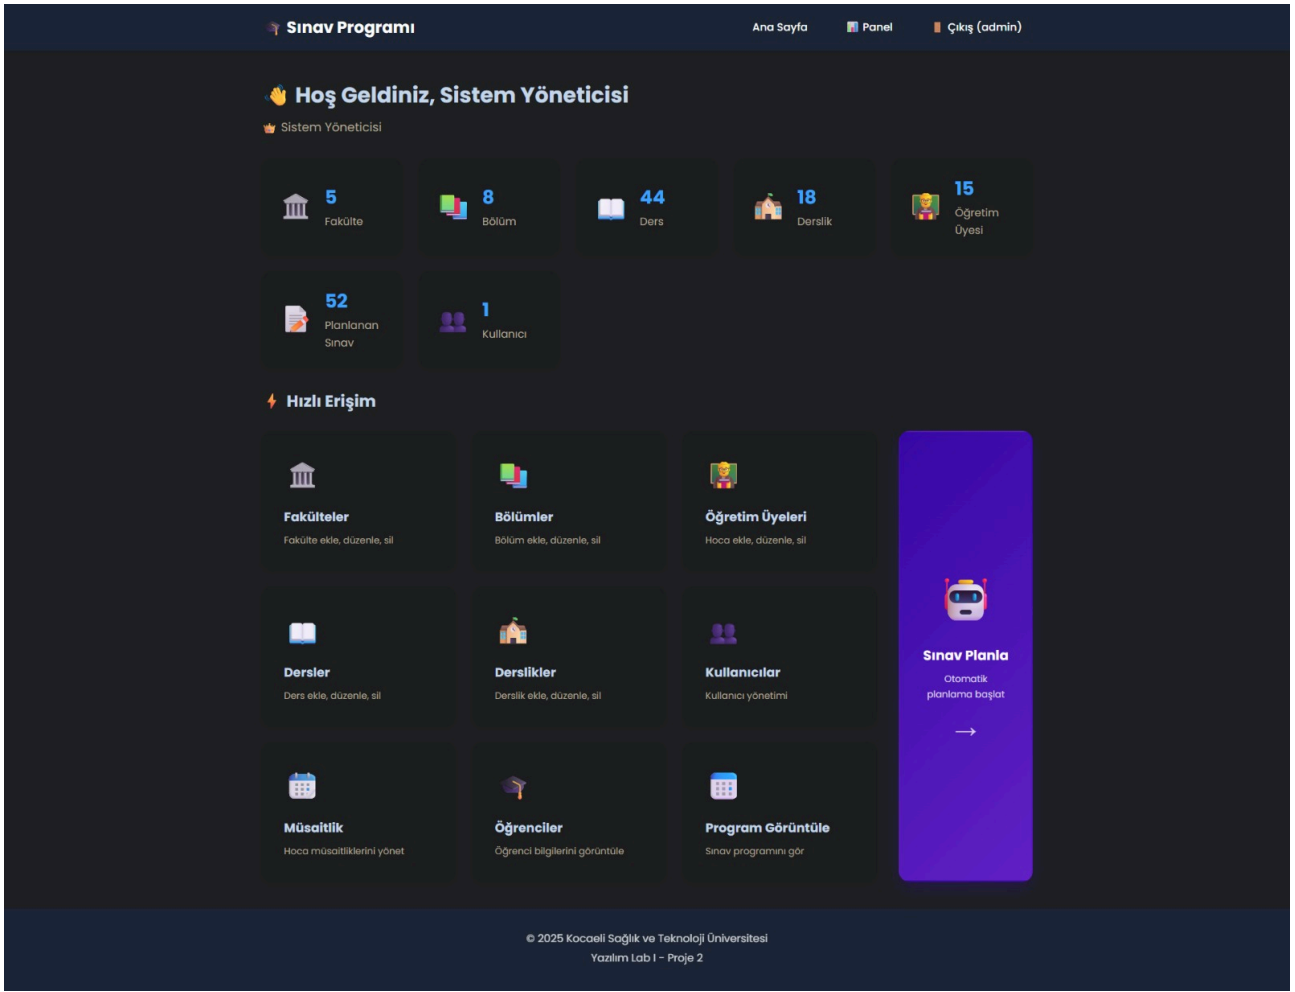 Sınav Programı
Ana Sayfa
Panel
Çıkış (admin)
Hoş Geldiniz, Sistem Yöneticisi
Sistem Yöneticisi
5
Fakülte
8
Bölüm
44
Ders
18
Derslik
15
Öğretim
Üyesi
52
Planlanan
Sınav
1
Kullanıcı
Hızlı Erişim
Fakülteler
Fakülte ekle, düzenle, sil
Bölümler
Bölüm ekle, düzenle, sil
Öğretim Üyeleri
Hoca ekle, düzenle, sil
Dersler
Ders ekle, düzenle, sil
Derslikler
Derslik ekle, düzenle, sil
Kullanıcılar
Kullanıcı yönetimi
Müsaitlik
Hoca müsaitliklerini yönet
Öğrenciler
Öğrenci bilgilerini görüntüle
Program Görüntüle
Sınav programını gör
Sınav Planla
Otomatik
planlama başlat
→
© 2025 Kocaeli Sağlık ve Teknoloji Üniversitesi
Yazılım Lab I - Proje 2